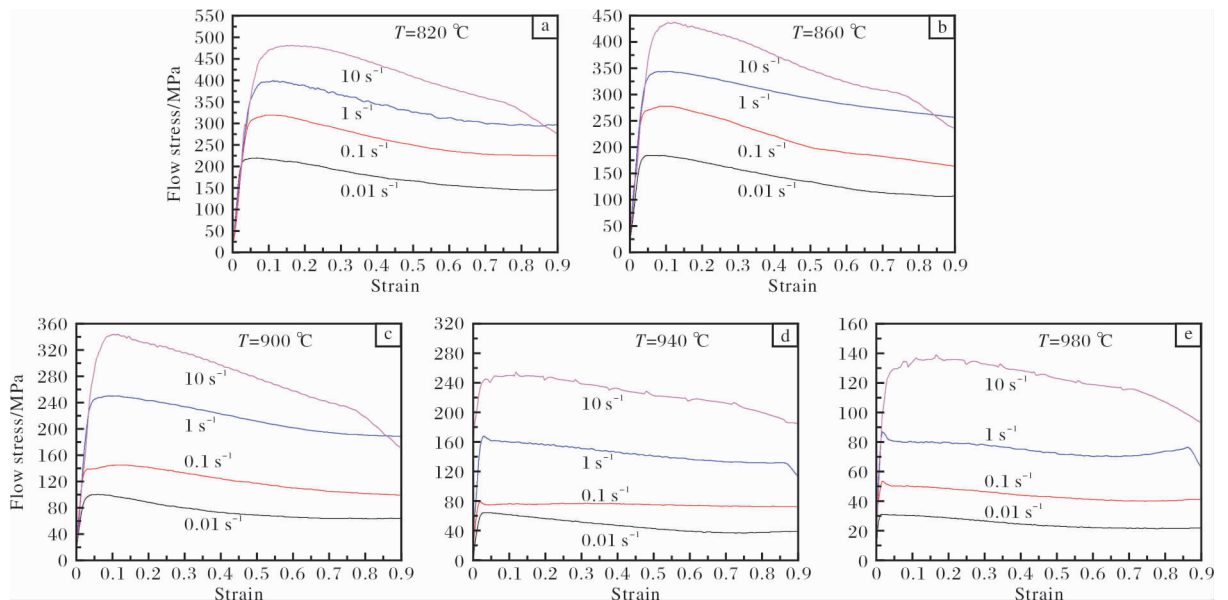 550
500
450
400
350
300
250
200
150
100
50
0
Flow stress/MPa
T=820 ℃
a
10 s⁻¹
1 s⁻¹
0.1 s⁻¹
0.01 s⁻¹
0 0.1 0.2 0.3 0.4 0.5 0.6 0.7 0.8 0.9
Strain
450
400
350
300
250
200
150
100
50
0
T=860 ℃
b
10 s⁻¹
1 s⁻¹
0.1 s⁻¹
0.01 s⁻¹
0 0.1 0.2 0.3 0.4 0.5 0.6 0.7 0.8 0.9
Strain
360
320
280
240
200
160
120
80
40
0
Flow stress/MPa
T=900 ℃
c
10 s⁻¹
1 s⁻¹
0.1 s⁻¹
0.01 s⁻¹
0 0.1 0.2 0.3 0.4 0.5 0.6 0.7 0.8 0.9
Strain
320
280
240
200
160
120
80
40
0
T=940 ℃
d
10 s⁻¹
1 s⁻¹
0.1 s⁻¹
0.01 s⁻¹
0 0.1 0.2 0.3 0.4 0.5 0.6 0.7 0.8 0.9
Strain
160
140
120
100
80
60
40
20
0
T=980 ℃
e
10 s⁻¹
1 s⁻¹
0.1 s⁻¹
0.01 s⁻¹
0 0.1 0.2 0.3 0.4 0.5 0.6 0.7 0.8 0.9
Strain